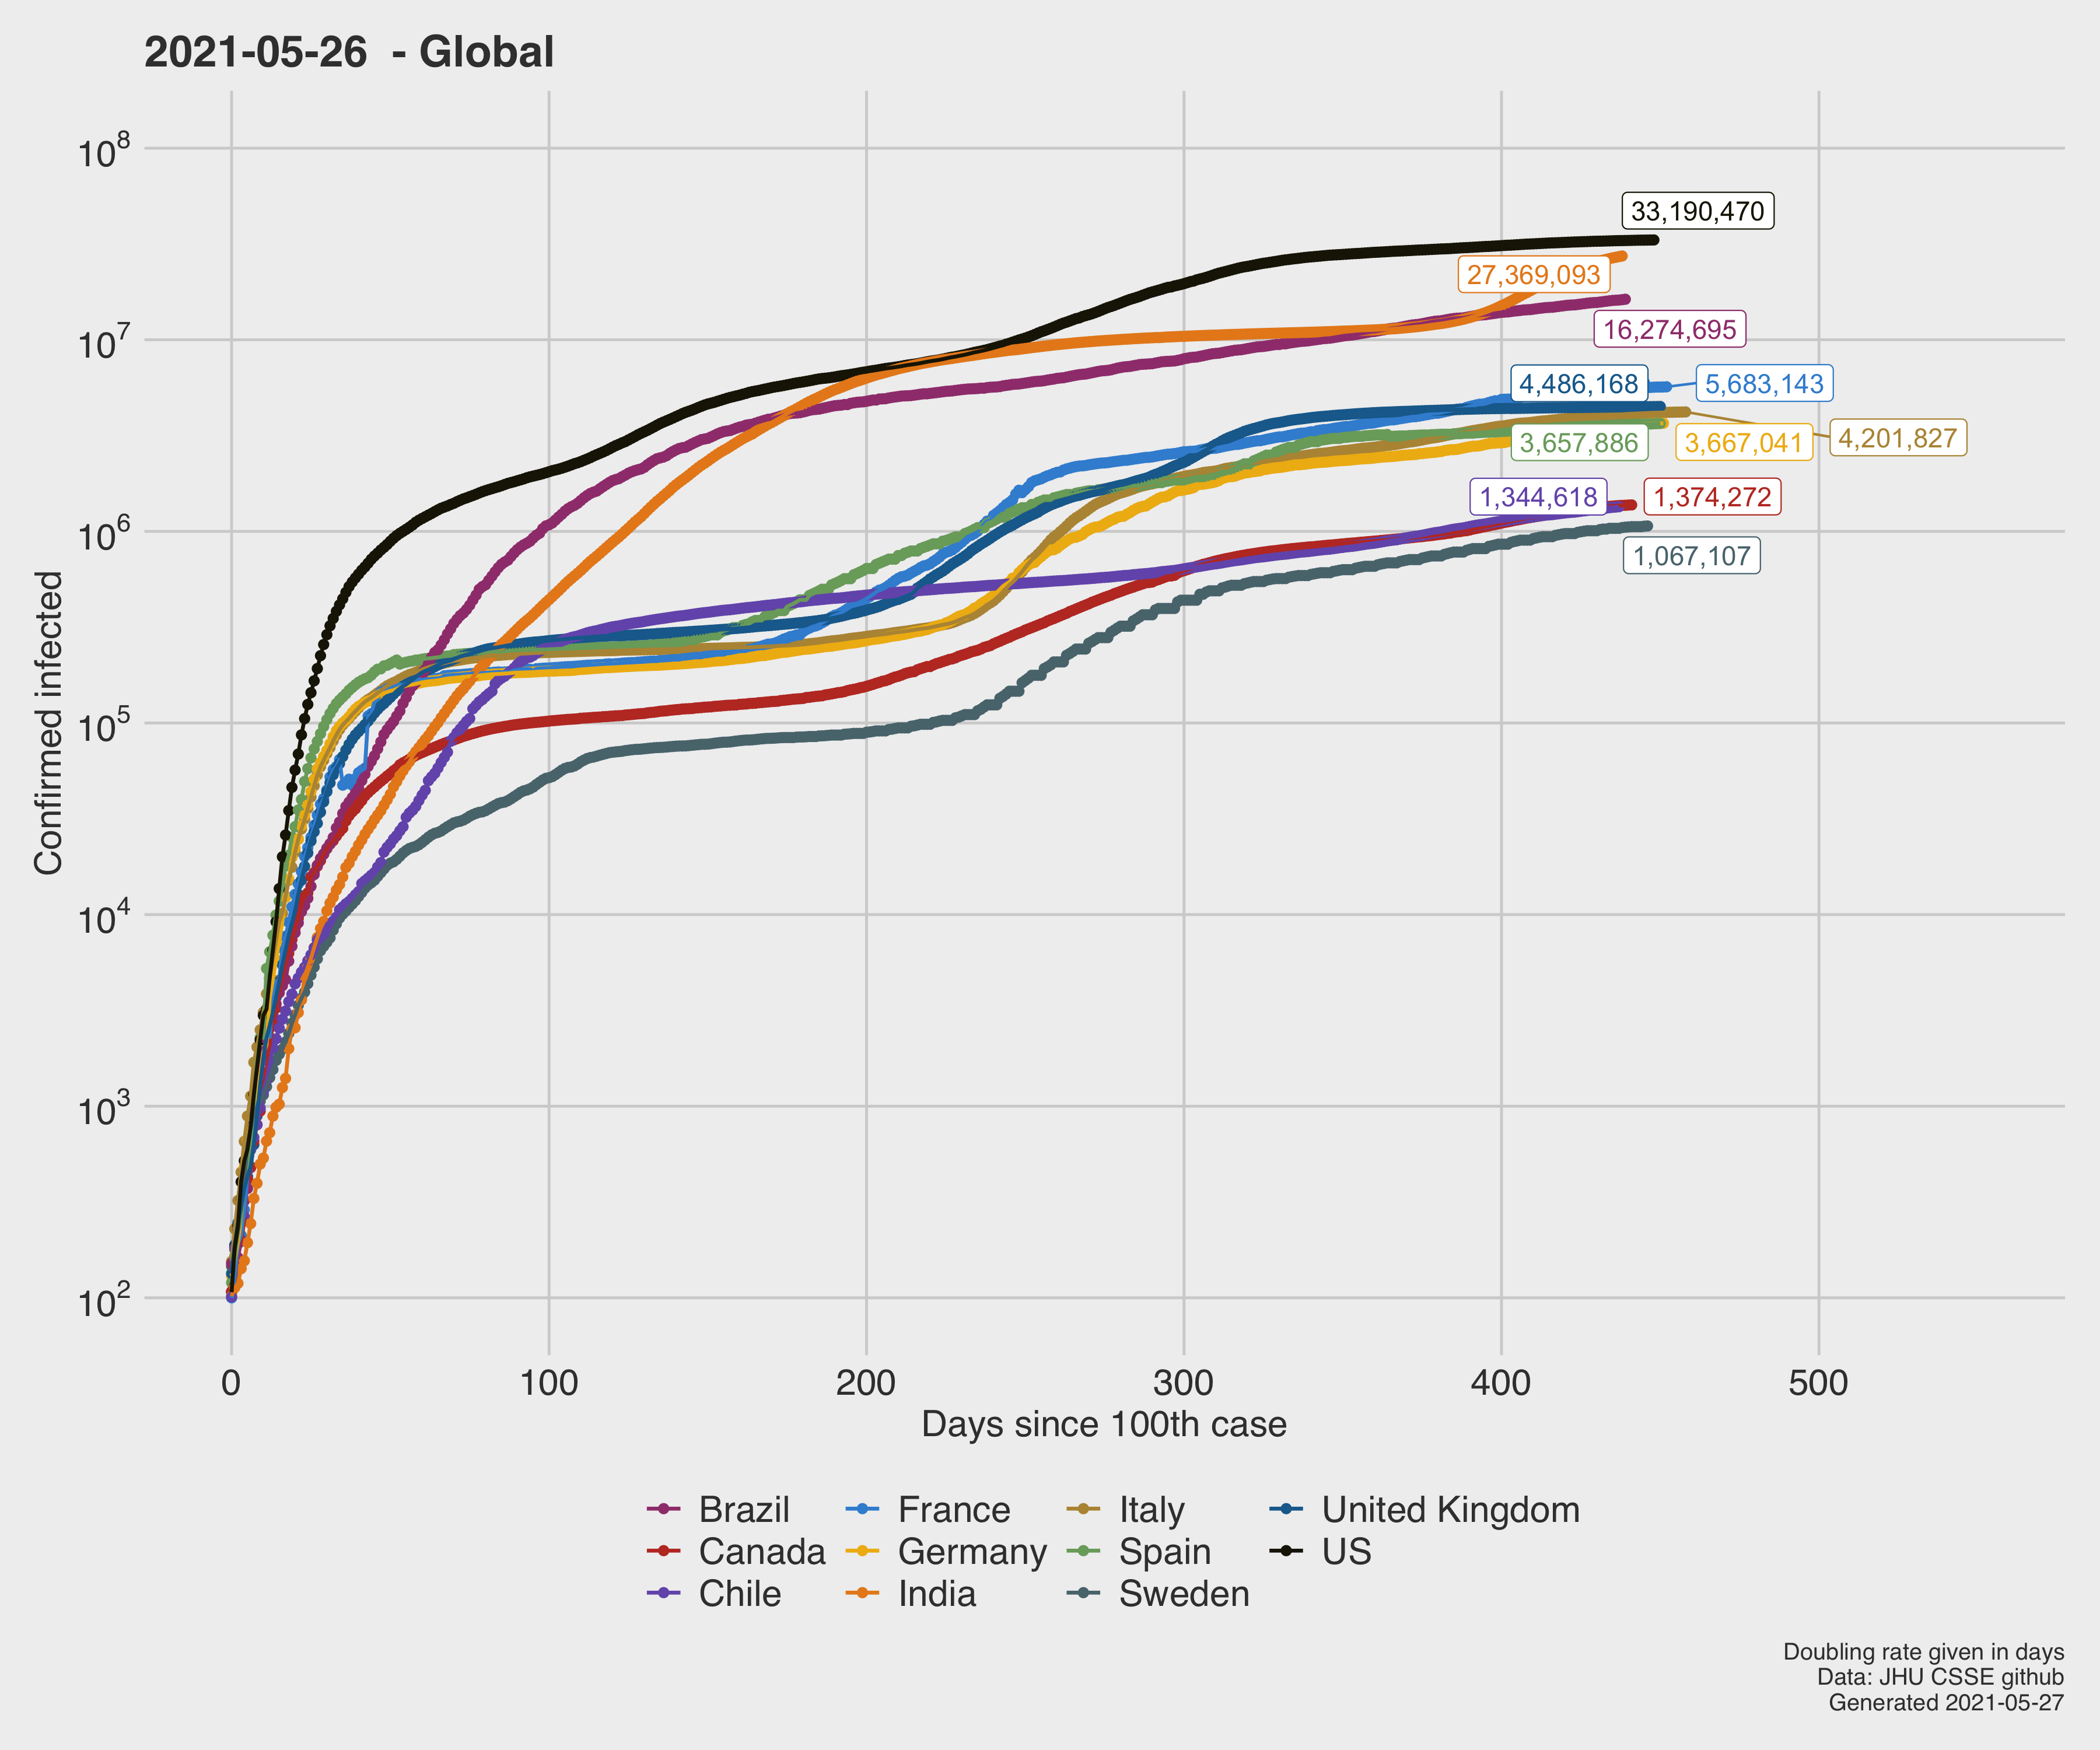 2021-05-26 - Global
10^8
10^7
10^6
10^5
10^4
10^3
10^2
Confirmed infected
33,190,470
27,369,093
16,274,695
4,486,168
5,683,143
3,657,886
3,667,041
4,201,827
1,344,618
1,374,272
1,067,107
0 100 200 300 400 500
Days since 100th case
Brazil France Italy United Kingdom
Canada Germany Spain US
Chile India Sweden
Doubling rate given in days
Data: JHU CSSE github
Generated 2021-05-27